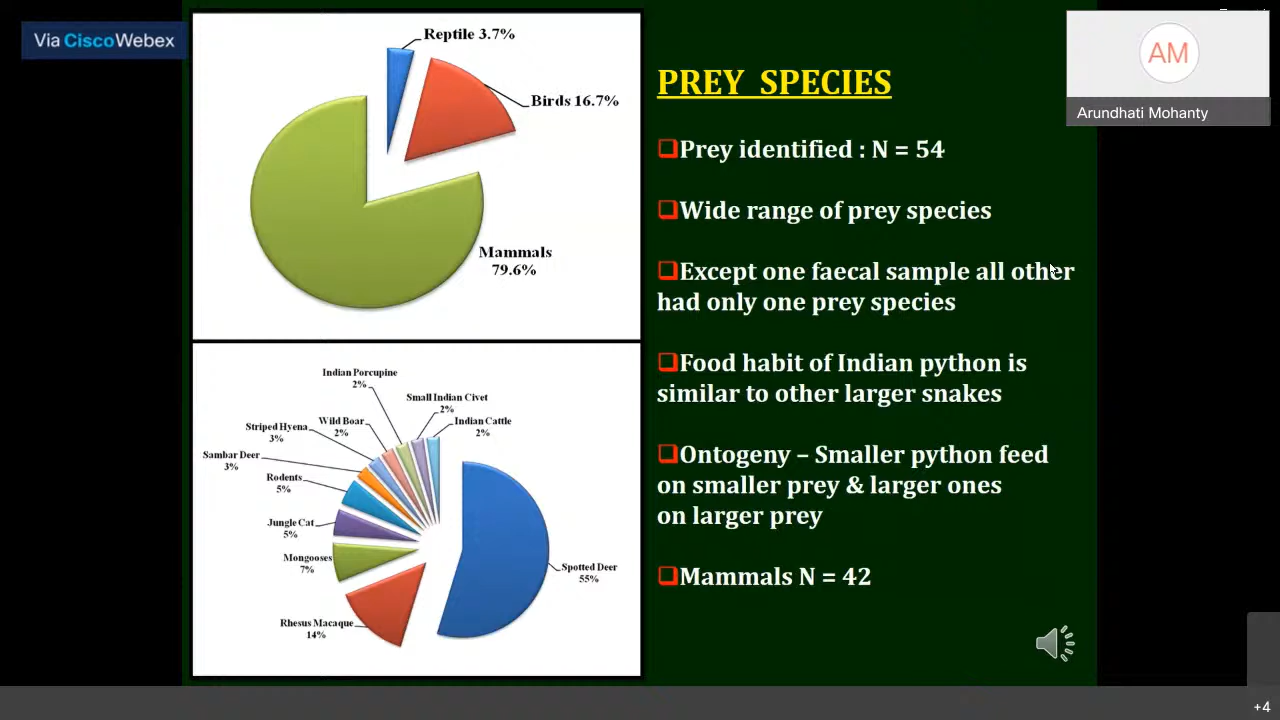 Via CiscoWebex
Reptile 3.7%
Birds 16.7%
Mammals
79.6%
Indian Porcupine
2%
Small Indian Civet
2%
Wild Boar
2%
Indian Cattle
2%
Striped Hyena
3%
Sambar Deer
3%
Rodents
5%
Jungle Cat
5%
Mongooses
7%
Spotted Deer
55%
Rhesus Macaque
14%
PREY SPECIES
Prey identified : N = 54
Wide range of prey species
Except one faecal sample all other
had only one prey species
Food habit of Indian python is
similar to other larger snakes
Ontogeny – Smaller python feed
on smaller prey & larger ones
on larger prey
Mammals N = 42
AM
Arundhati Mohanty
+4